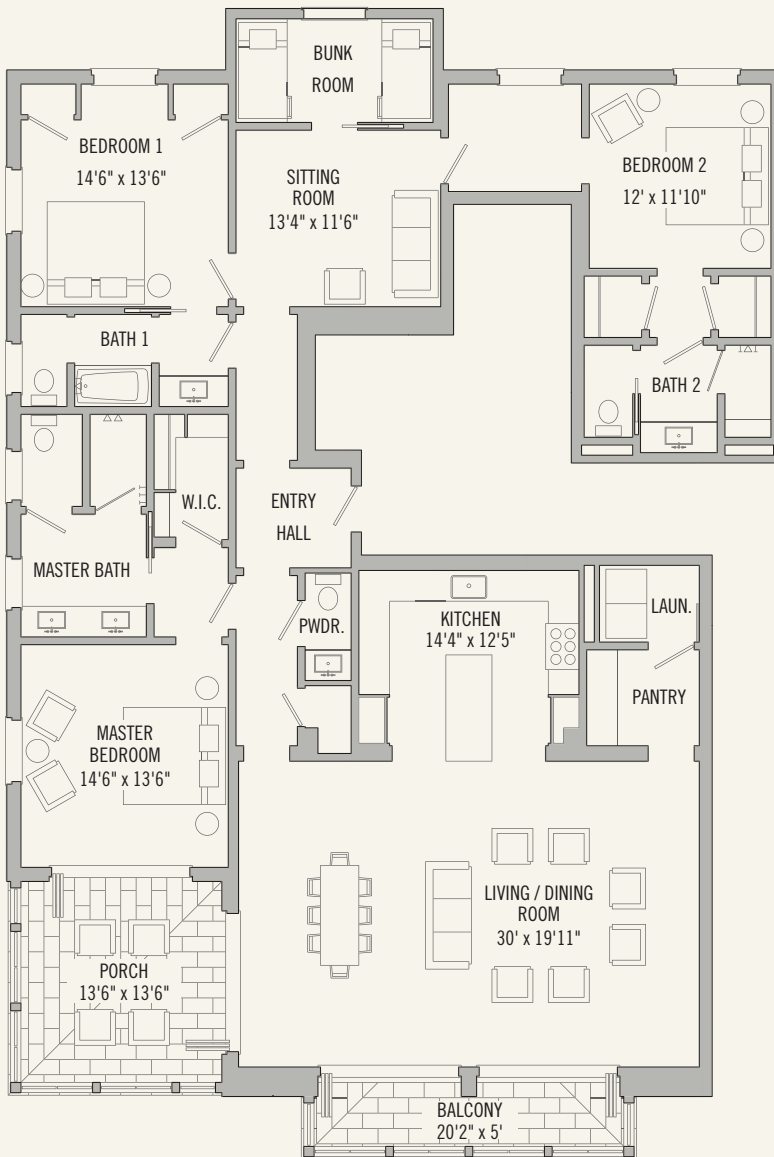 BUNK
ROOM
BEDROOM 1
14'6" x 13'6"
SITTING
ROOM
13'4" x 11'6"
BEDROOM 2
12' x 11'10"
BATH 1
BATH 2
W.I.C.
ENTRY
HALL
MASTER BATH
PWDR.
KITCHEN
14'4" x 12'5"
LAUN.
PANTRY
MASTER
BEDROOM
14'6" x 13'6"
LIVING / DINING
ROOM
30' x 19'11"
PORCH
13'6" x 13'6"
BALCONY
20'2" x 5'